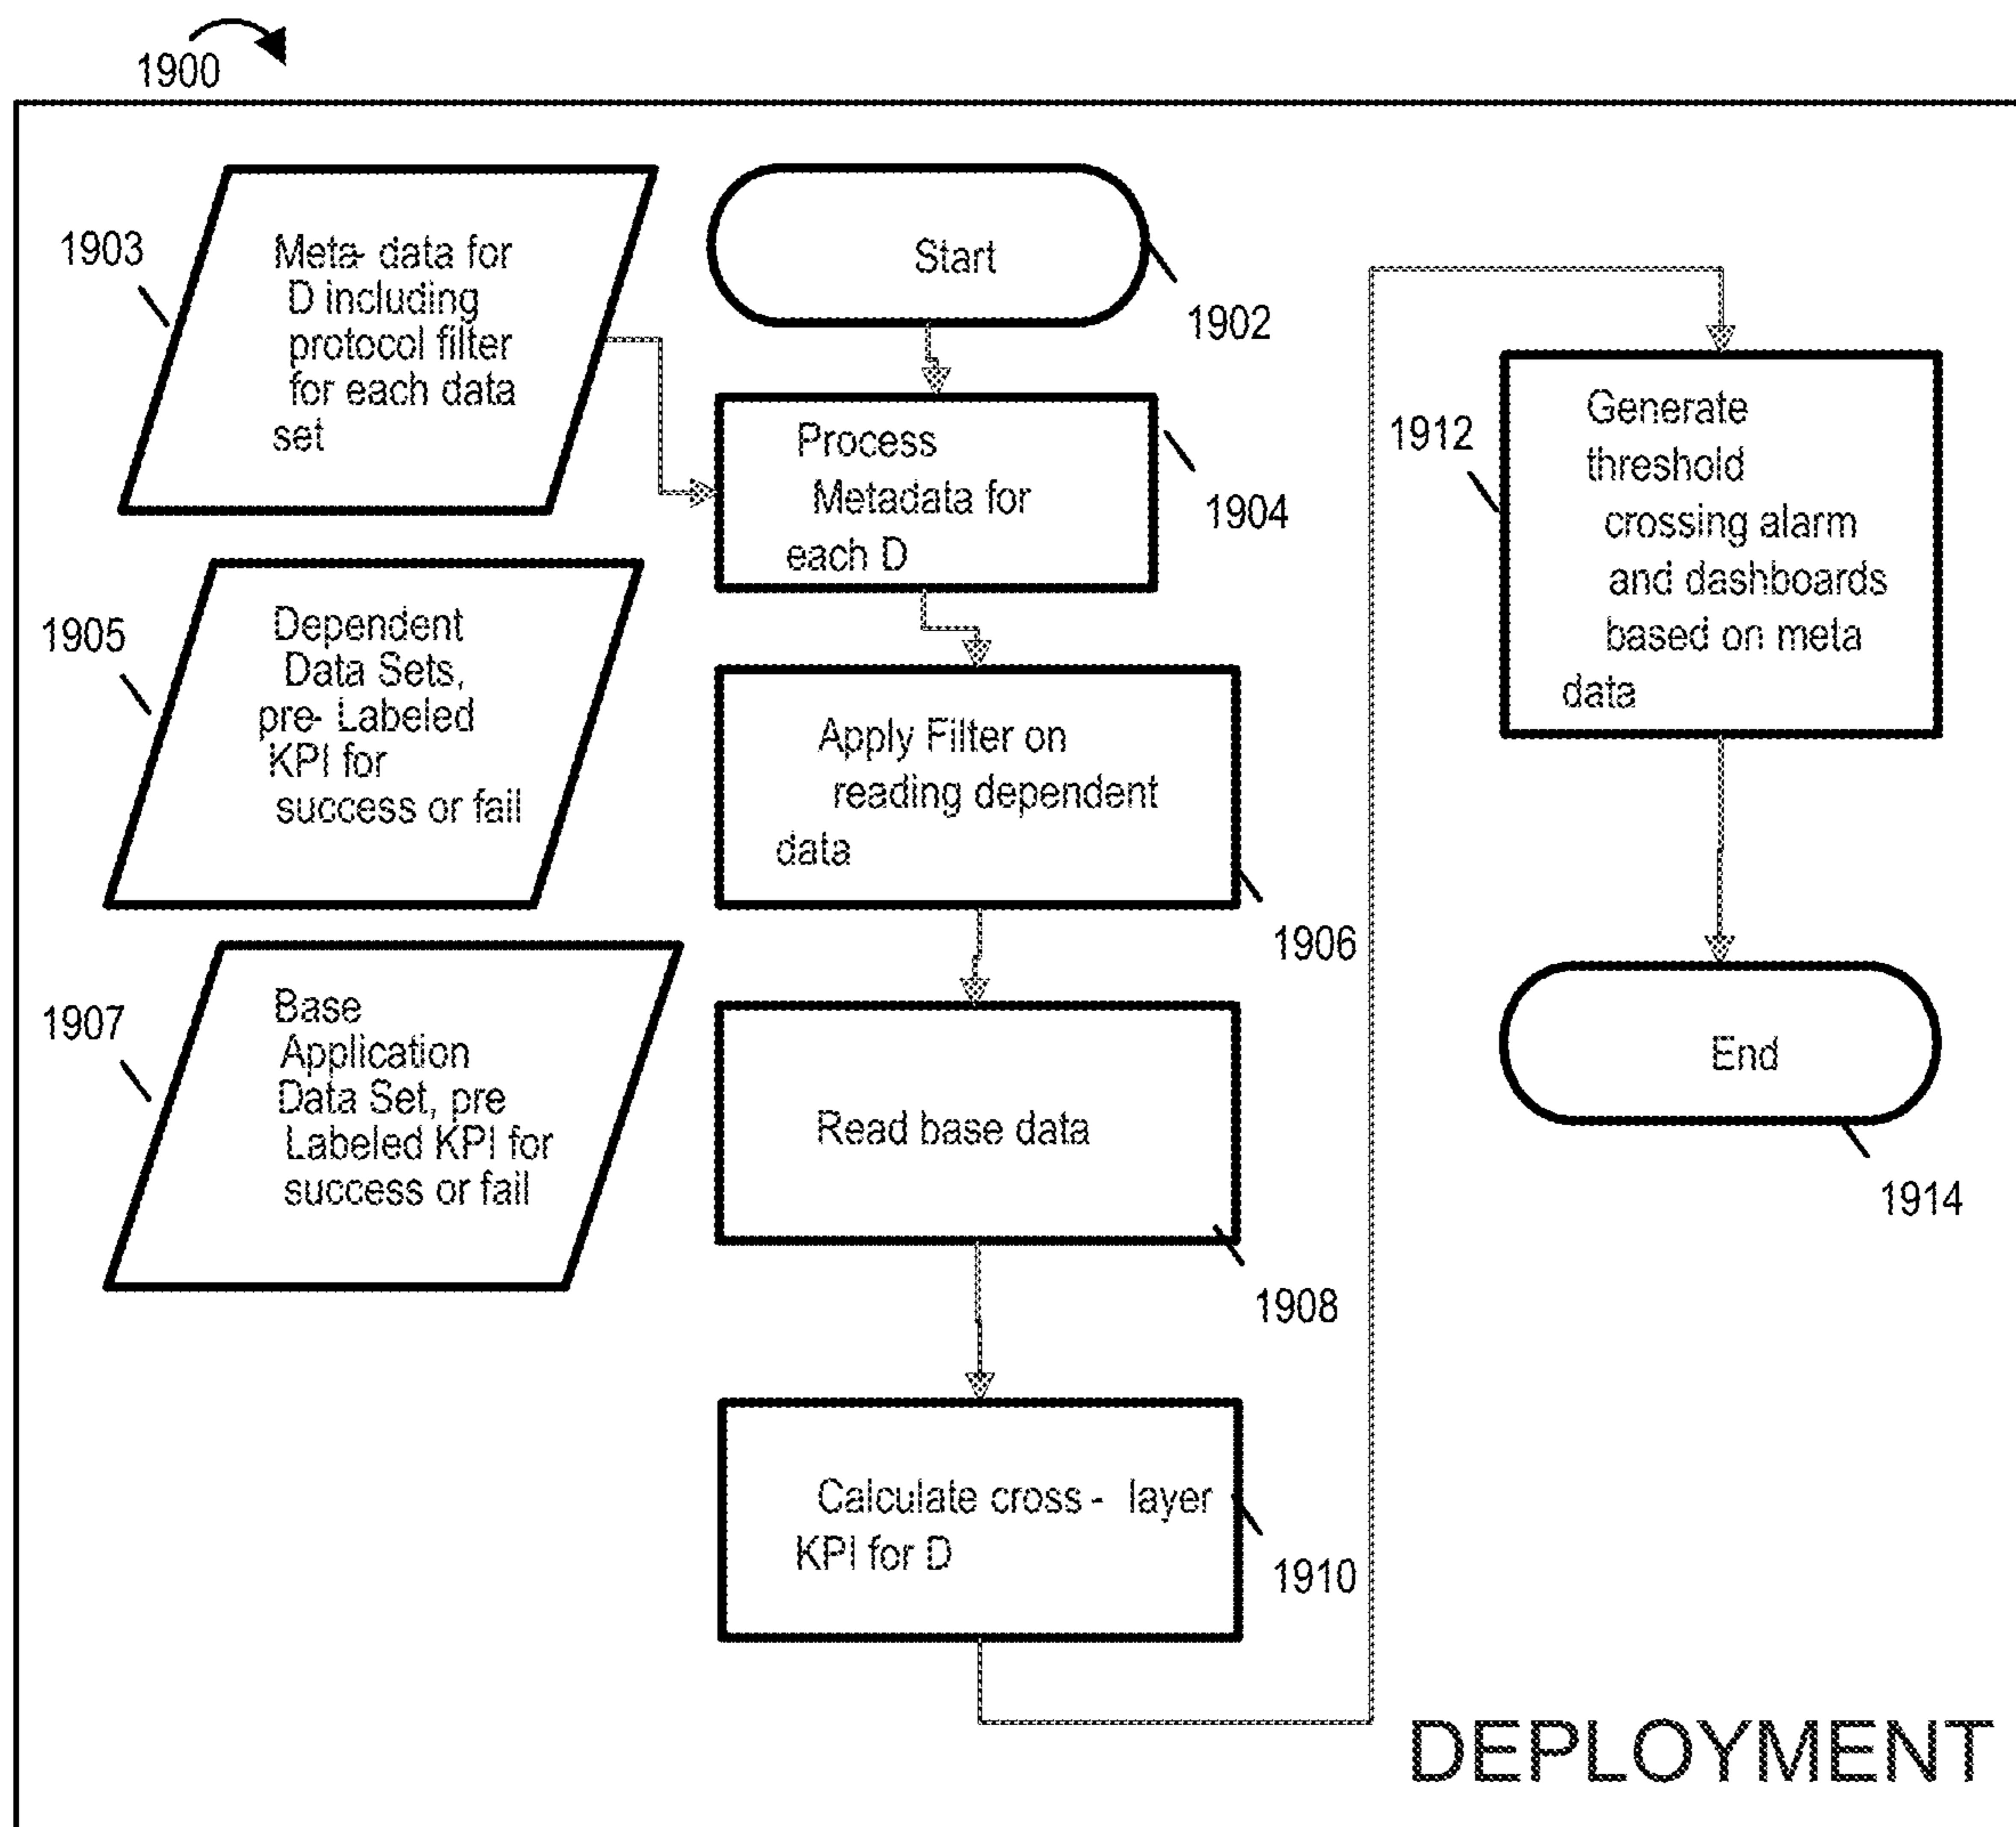 1900
1903
Meta- data for
D including
protocol filter
for each data
set
Start
1902
Process
Metadata for
each D
1904
1905
Dependent
Data Sets,
pre- Labeled
KPI for
success or fail
Apply Filter on
reading dependent
data
1906
1907
Base
Application
Data Set, pre
Labeled KPI for
success or fail
Read base data
1908
Calculate cross - layer
KPI for D
1910
1912
Generate
threshold
crossing alarm
and dashboards
based on meta
data
End
1914
DEPLOYMENT